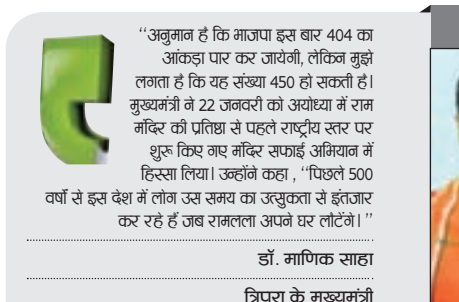 ‘‘अनुमान है कि भाजपा इस बार 404 का
आंकड़ा पार कर जायेगी, लेकिन मुझे
लगता है कि यह संख्या 450 हो सकती है।
मुख्यमंत्री ने 22 जनवरी को अयोध्या में राम
मंदिर की प्रतिष्ठा से पहले राष्ट्रीय स्तर पर
शुरू किए गए मंदिर सफाई अभियान में
हिस्सा लिया। उन्होंने कहा , ‘‘पिछले 500
वर्षों से इस देश में लोग उस समय का उत्सुकता से इंतजार
कर रहे हैं जब रामलला अपने घर लौटेंगे। ’’
डॉ. माणिक साहा
त्रिपुरा के मुख्यमंत्री